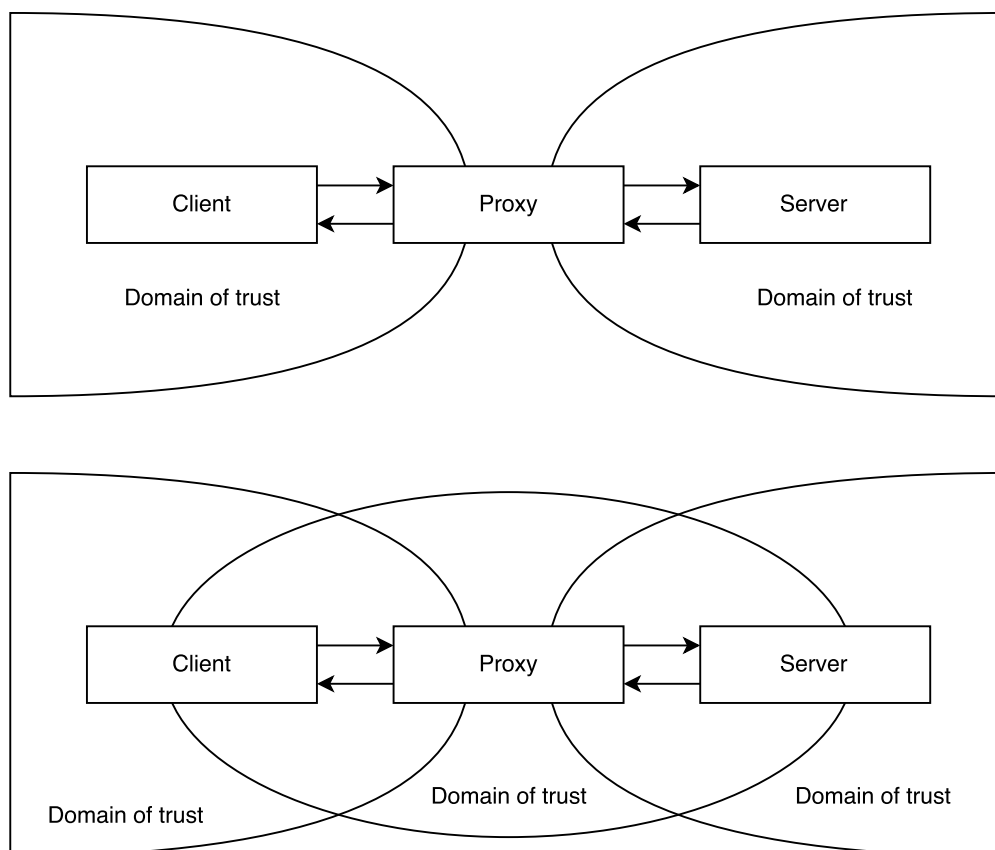 Client
Proxy
Server
Domain of trust
Domain of trust
Client
Proxy
Server
Domain of trust
Domain of trust
Domain of trust